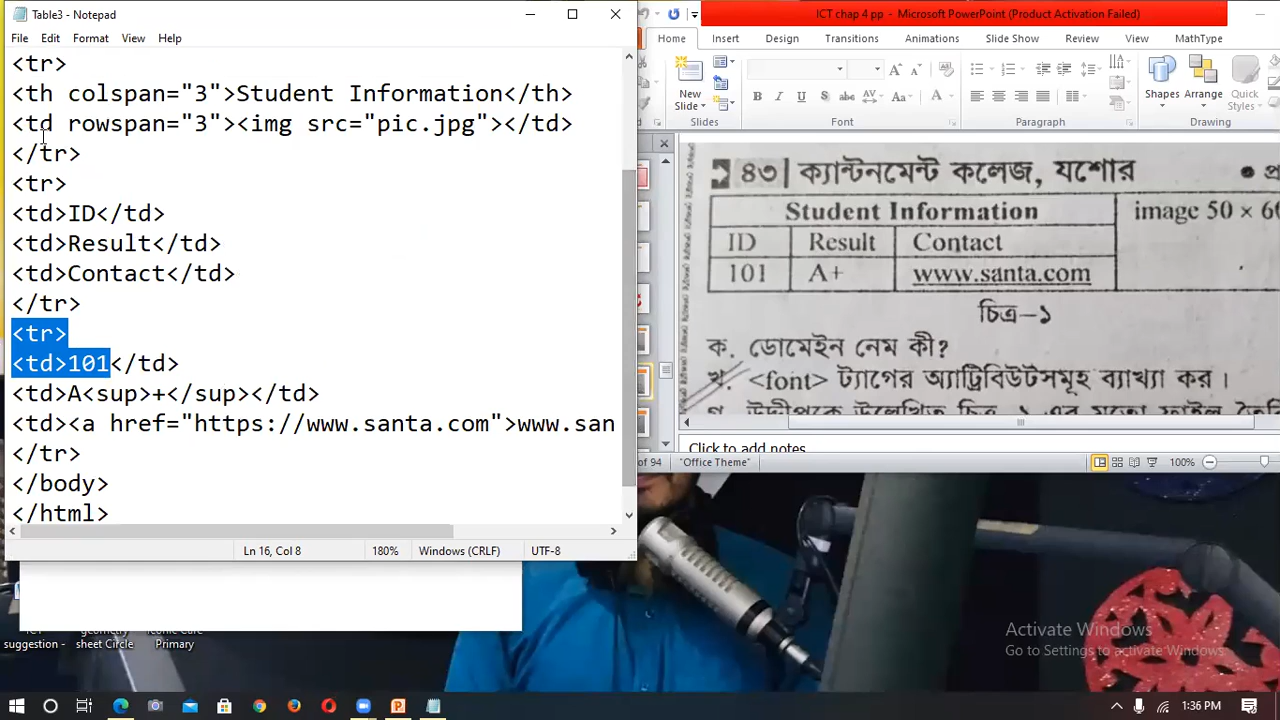 Table3 - Notepad
File Edit Format View Help
<tr>
<th colspan="3">Student Information</th>
<td rowspan="3"><img src="pic.jpg"></td>
</tr>
<tr>
<td>ID</td>
<td>Result</td>
<td>Contact</td>
</tr>
<tr>
<td>101</td>
<td>A<sup>+</sup></td>
<td><a href="https://www.santa.com">www.san
</tr>
</body>
</html>
Ln 16, Col 8 180% Windows (CRLF) UTF-8
ICT chap 4 pp - Microsoft PowerPoint (Product Activation Failed)
Home Insert Design Transitions Animations Slide Show Review View MathType
New Slide
Shapes Arrange
৪৩| ক্যান্টনমেন্ট কলেজ, যশোর ● প্র
Student Information image 50 × 60
ID Result Contact
101 A+ www.santa.com
চিত্র-১
ক. ডোমেইন নেম কী?
খ. <font> ট্যাগের অ্যাট্রিবিউটসমূহ ব্যাখ্যা কর।
Click to add notes
of 94 "Office Theme" 100%
suggestion - sheet Circle Primary
Activate Windows
Go to Settings to activate Windows.
1:36 PM